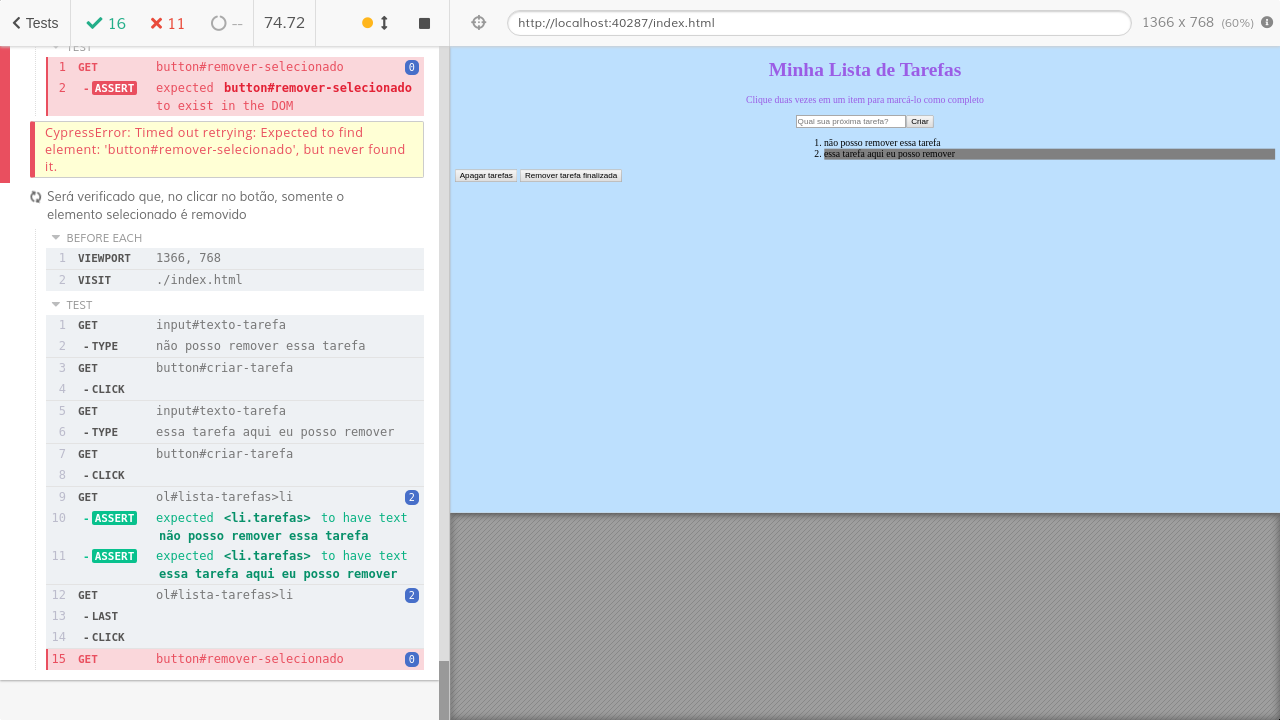 Tests
16
11
--
74.72
http://localhost:40287/index.html
1366 x 768 (60%)
TEST
1 GET button#remover-selecionado 0
2 - ASSERT expected button#remover-selecionado
to exist in the DOM
CypressError: Timed out retrying: Expected to find
element: 'button#remover-selecionado', but never found
it.
Será verificado que, no clicar no botão, somente o
elemento selecionado é removido
BEFORE EACH
1 VIEWPORT 1366, 768
2 VISIT ./index.html
TEST
1 GET input#texto-tarefa
2 - TYPE não posso remover essa tarefa
3 GET button#criar-tarefa
4 - CLICK
5 GET input#texto-tarefa
6 - TYPE essa tarefa aqui eu posso remover
7 GET button#criar-tarefa
8 - CLICK
9 GET ol#lista-tarefas>li 2
10 - ASSERT expected <li.tarefas> to have text
não posso remover essa tarefa
11 - ASSERT expected <li.tarefas> to have text
essa tarefa aqui eu posso remover
12 GET ol#lista-tarefas>li 2
13 - LAST
14 - CLICK
15 GET button#remover-selecionado 0
Minha Lista de Tarefas
Clique duas vezes em um item para marcá-lo como completo
Qual sua próxima tarefa? Criar
1. não posso remover essa tarefa
2. essa tarefa aqui eu posso remover
Apagar tarefas Remover tarefa finalizada